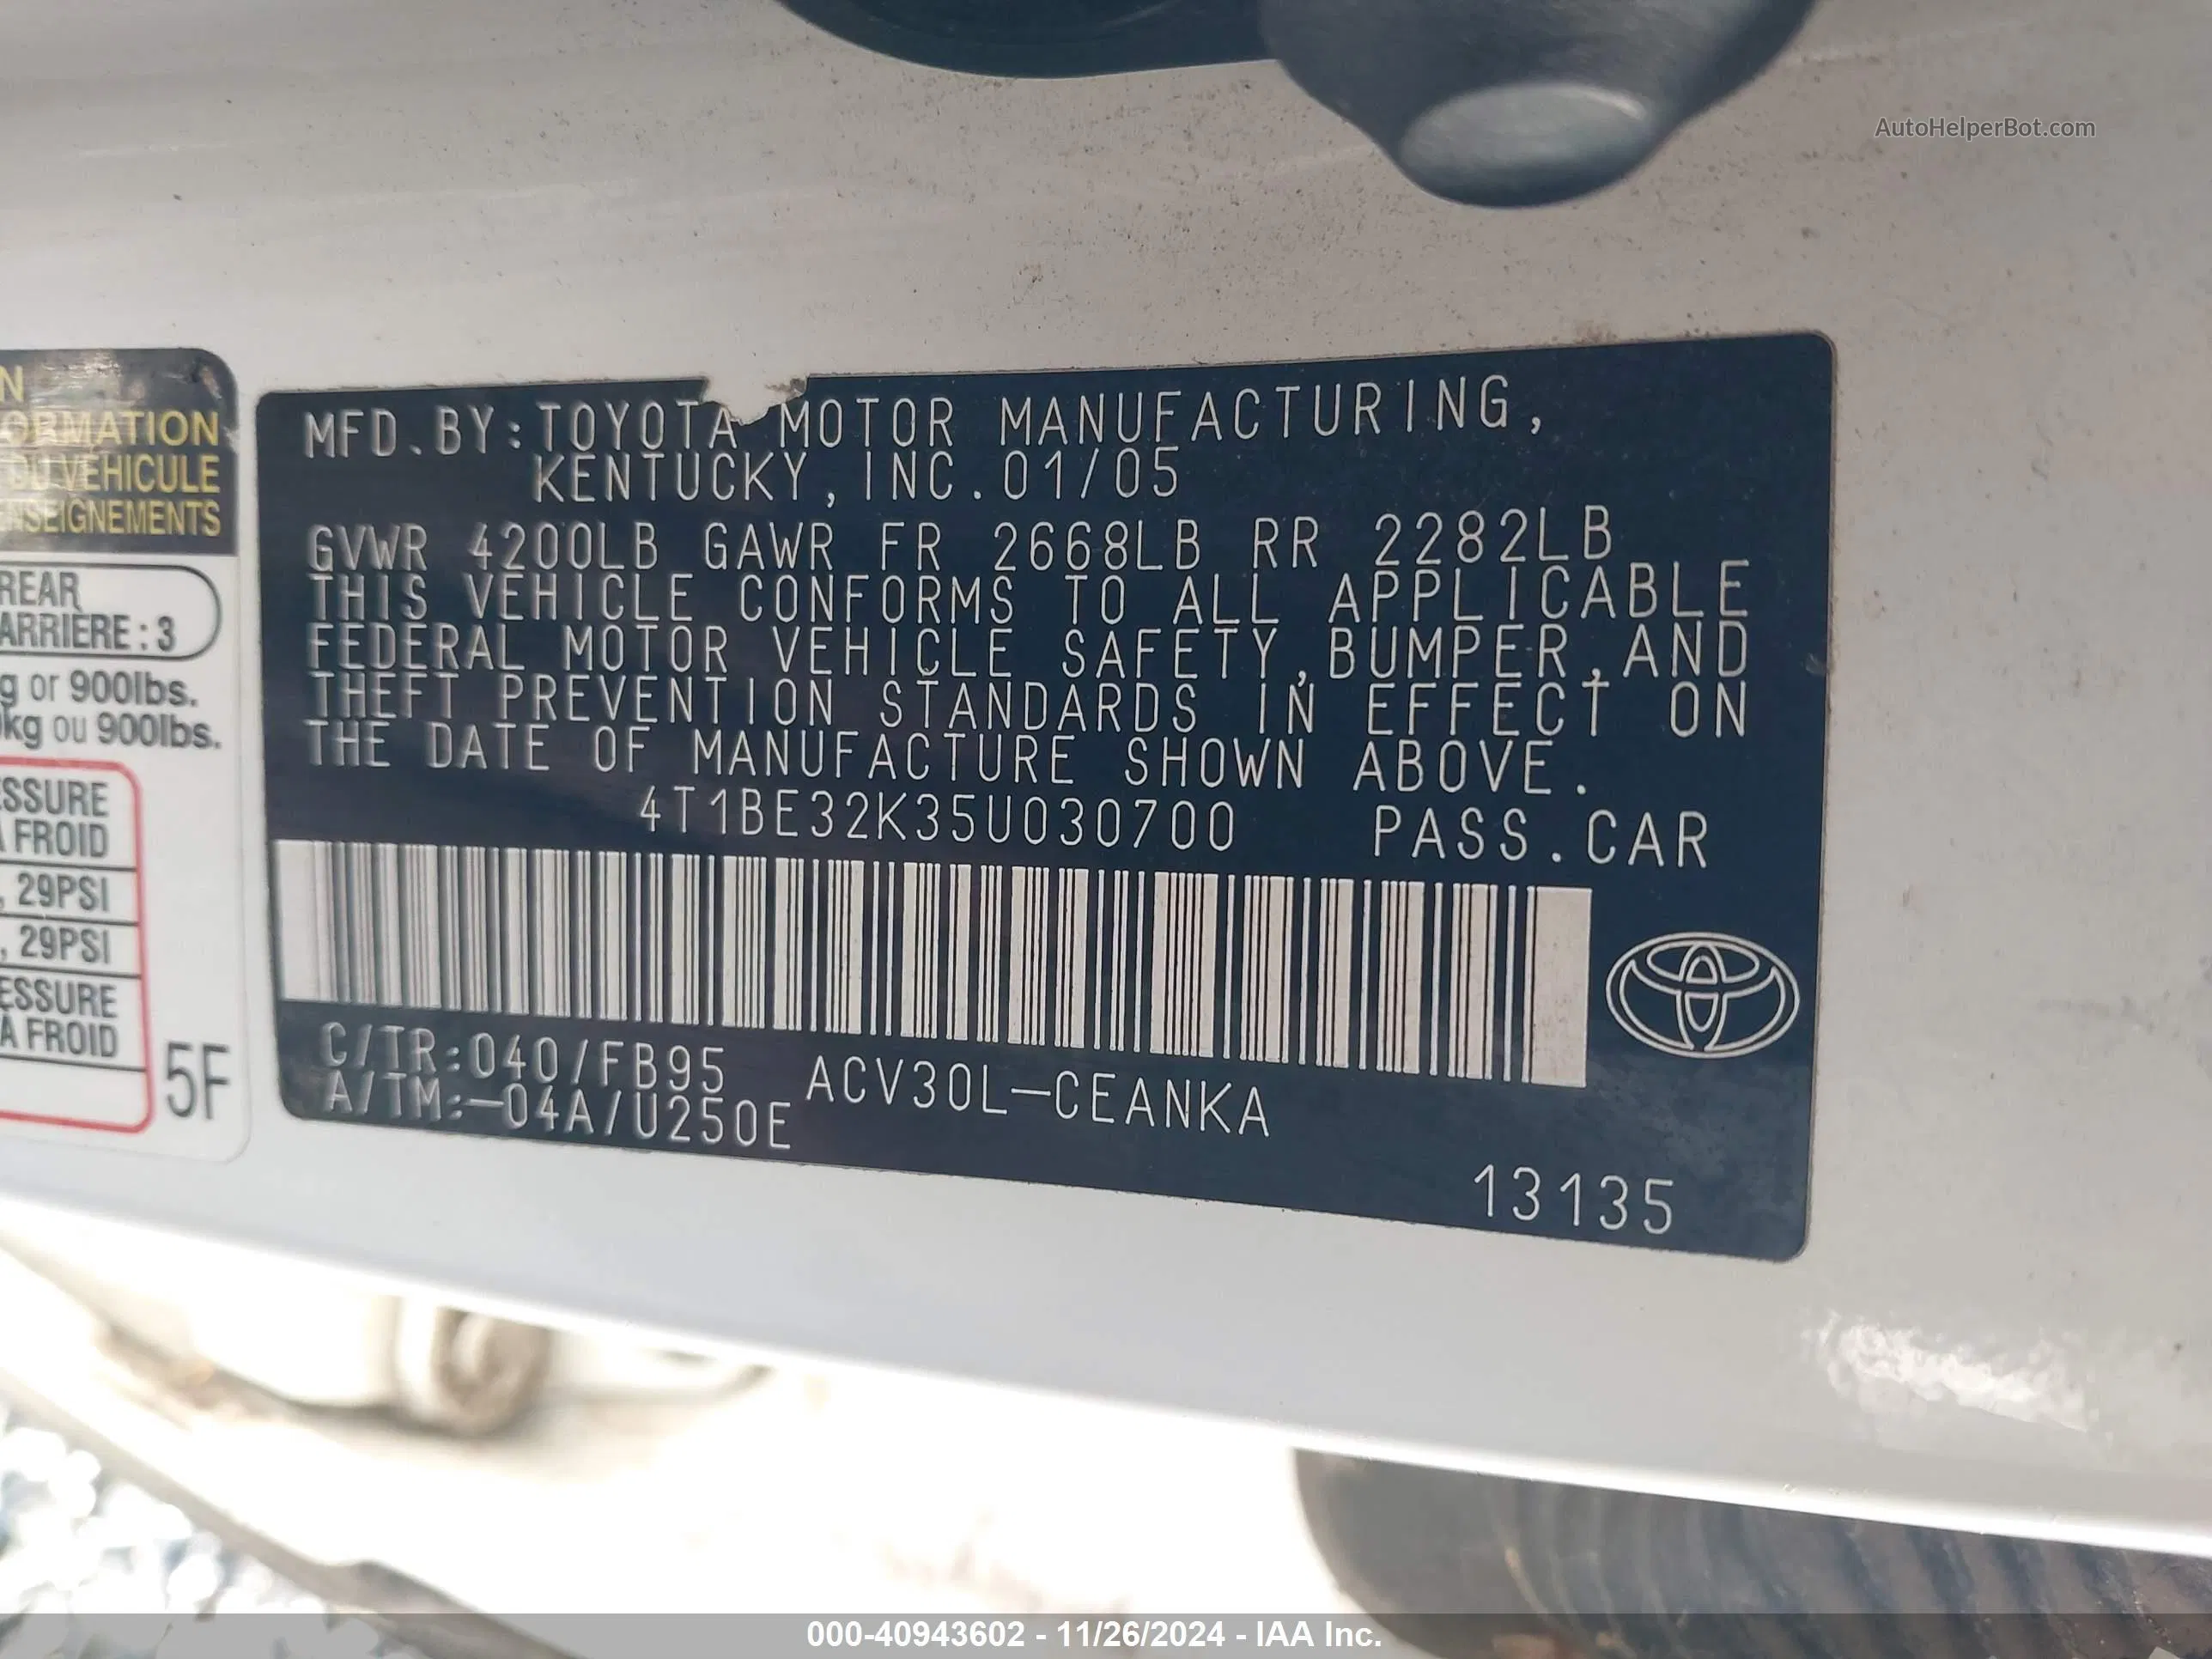 AutoHelperBot.com
N
ORMATION
DU VÉHICULE
ENSEIGNEMENTS
REAR
ARRIÈRE : 3
g or 900lbs.
kg ou 900lbs.
ESSURE
À FROID
, 29PSI
, 29PSI
ESSURE
À FROID
5F
MFD.BY:TOYOTA MOTOR MANUFACTURING,
KENTUCKY,INC.01/05
GVWR 4200LB GAWR FR 2668LB RR 2282LB
THIS VEHICLE CONFORMS TO ALL APPLICABLE
FEDERAL MOTOR VEHICLE SAFETY,BUMPER,AND
THEFT PREVENTION STANDARDS IN EFFECT ON
THE DATE OF MANUFACTURE SHOWN ABOVE.
4T1BE32K35U030700 PASS.CAR
C/TR:040/FB95 ACV30L-CEANKA
A/TM:-04A/U250E
13135
000-40943602 - 11/26/2024 - IAA Inc.